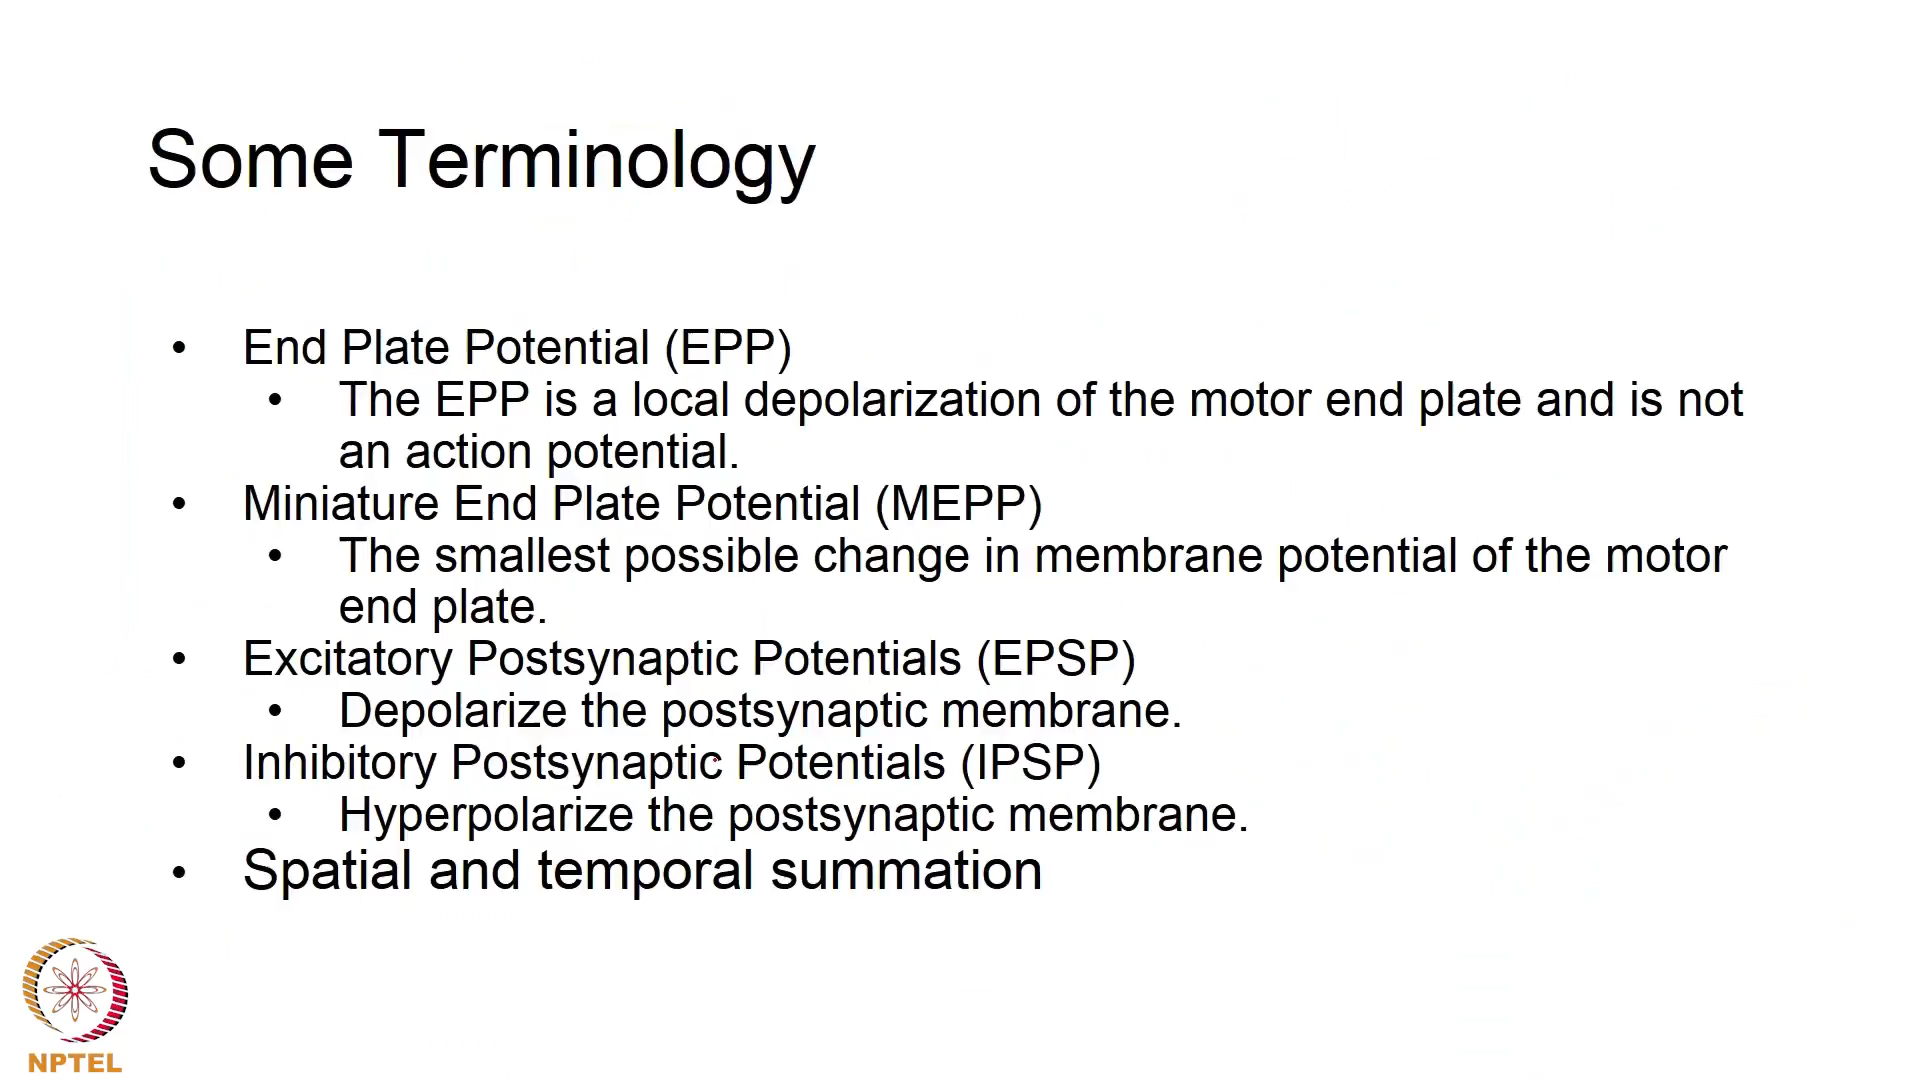 Some Terminology
• End Plate Potential (EPP)
• The EPP is a local depolarization of the motor end plate and is not
an action potential.
• Miniature End Plate Potential (MEPP)
• The smallest possible change in membrane potential of the motor
end plate.
• Excitatory Postsynaptic Potentials (EPSP)
• Depolarize the postsynaptic membrane.
• Inhibitory Postsynaptic Potentials (IPSP)
• Hyperpolarize the postsynaptic membrane.
• Spatial and temporal summation
NPTEL